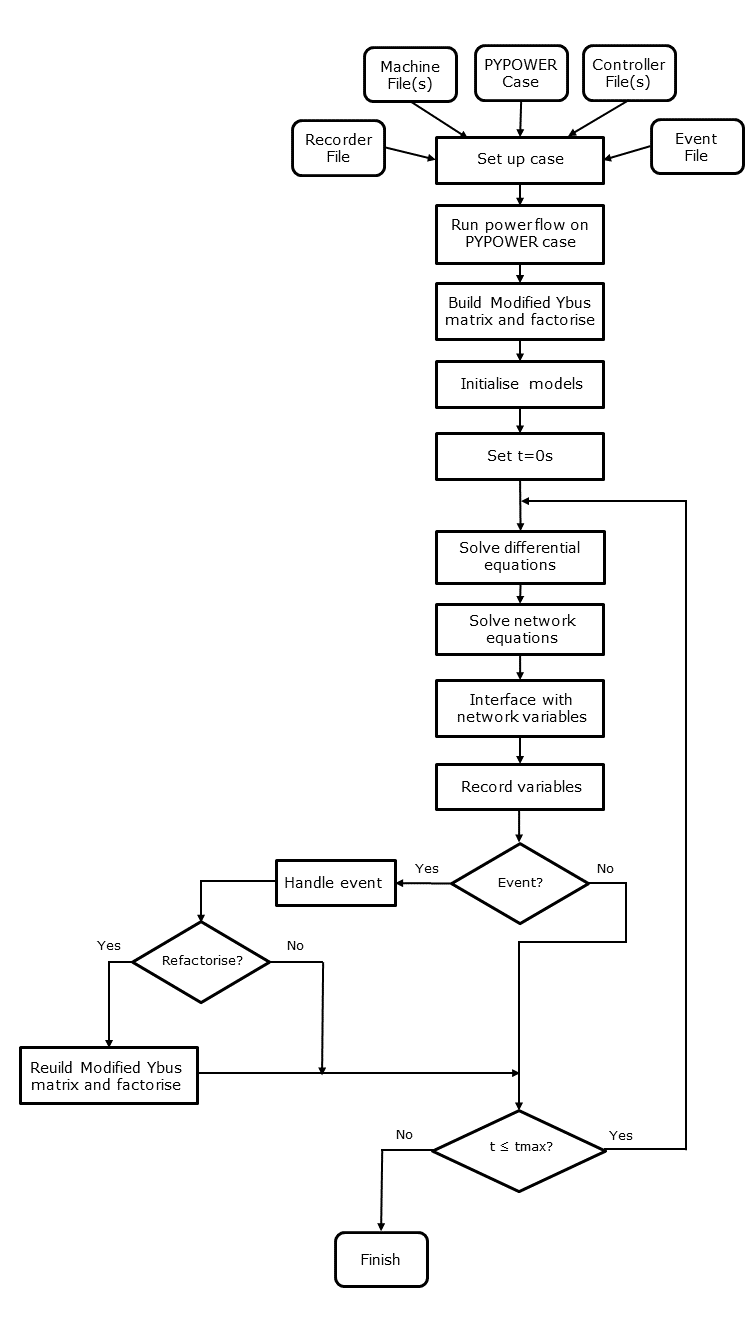 Machine
File(s)
PYPOWER
Case
Controller
File(s)
Recorder
File
Event
File
Set up case
Run powerflow on
PYPOWER case
Build Modified Ybus
matrix and factorise
Initialise models
Set t=0s
Solve differential
equations
Solve network
equations
Interface with
network variables
Record variables
Event?
Yes
No
Handle event
Refactorise?
Yes
No
Reuild Modified Ybus
matrix and factorise
t ≤ tmax?
No
Yes
Finish